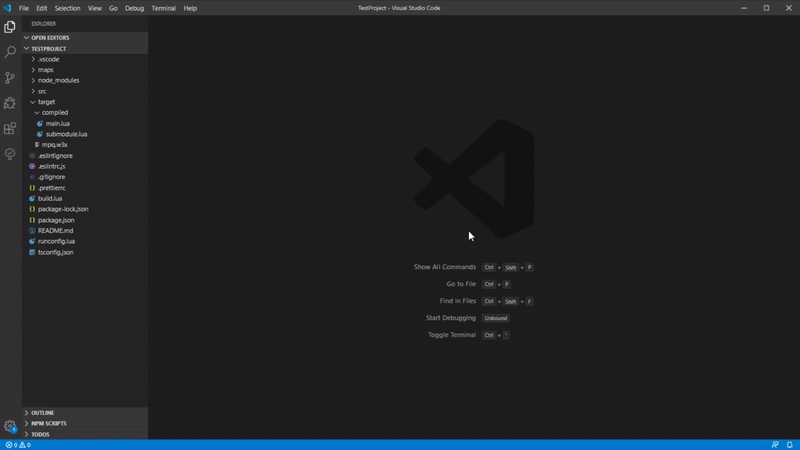 File Edit Selection View Go Debug Terminal Help
TestProject - Visual Studio Code
EXPLORER
OPEN EDITORS
TESTPROJECT
.vscode
maps
node_modules
src
target
compiled
main.lua
submodule.lua
mpq.w3x
.eslintignore
.eslintrc.js
.gitignore
.prettierrc
build.lua
package-lock.json
package.json
README.md
runconfig.lua
tsconfig.json
Show All Commands Ctrl + Shift + P
Go to File Ctrl + P
Find in Files Ctrl + Shift + F
Start Debugging Unbound
Toggle Terminal Ctrl +
OUTLINE
NPM SCRIPTS
TODOS
1
0 0